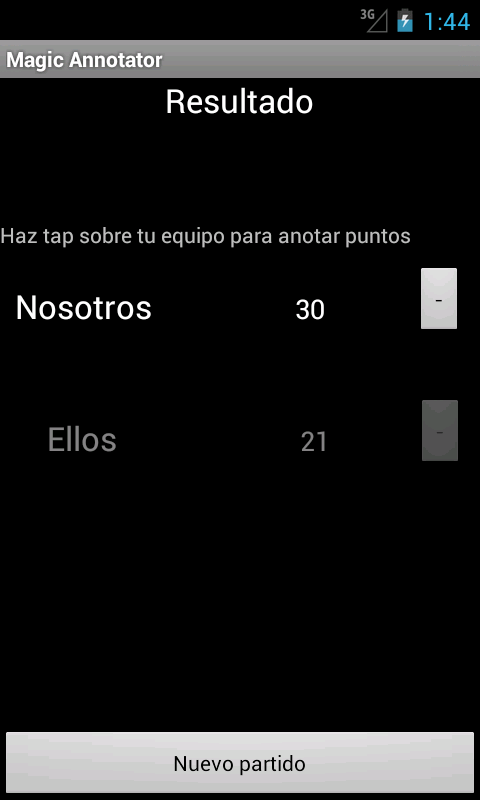 3G 1:44
Magic Annotator
Resultado
Haz tap sobre tu equipo para anotar puntos
Nosotros 30 -
Ellos 21 -
Nuevo partido